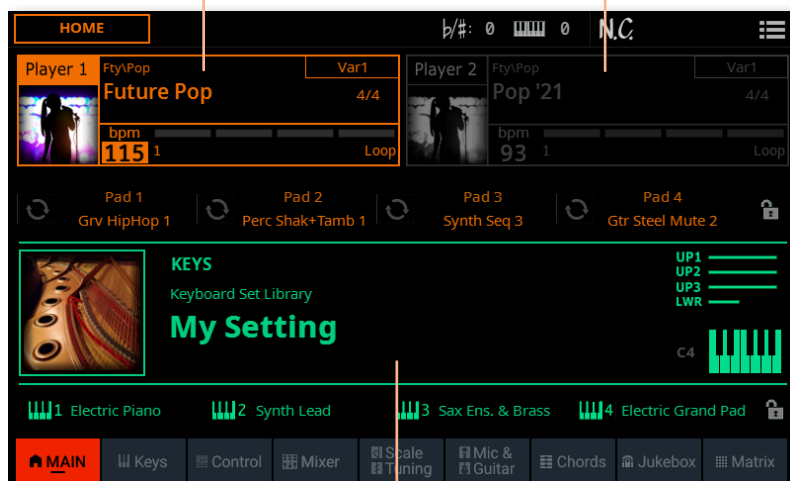 HOME b/#: 0 0 N.C.
Player 1 Fty\Pop Var1
Future Pop 4/4
bpm
115 1 Loop
Player 2 Fty\Pop Var1
Pop '21 4/4
bpm
93 1 Loop
Pad 1
Grv HipHop 1
Pad 2
Perc Shak+Tamb 1
Pad 3
Synth Seq 3
Pad 4
Gtr Steel Mute 2
KEYS
Keyboard Set Library
My Setting
UP1
UP2
UP3
LWR
C4
1 Electric Piano
2 Synth Lead
3 Sax Ens. & Brass
4 Electric Grand Pad
MAIN
Keys
Control
Mixer
Scale
Tuning
Mic &
Guitar
Chords
Jukebox
Matrix